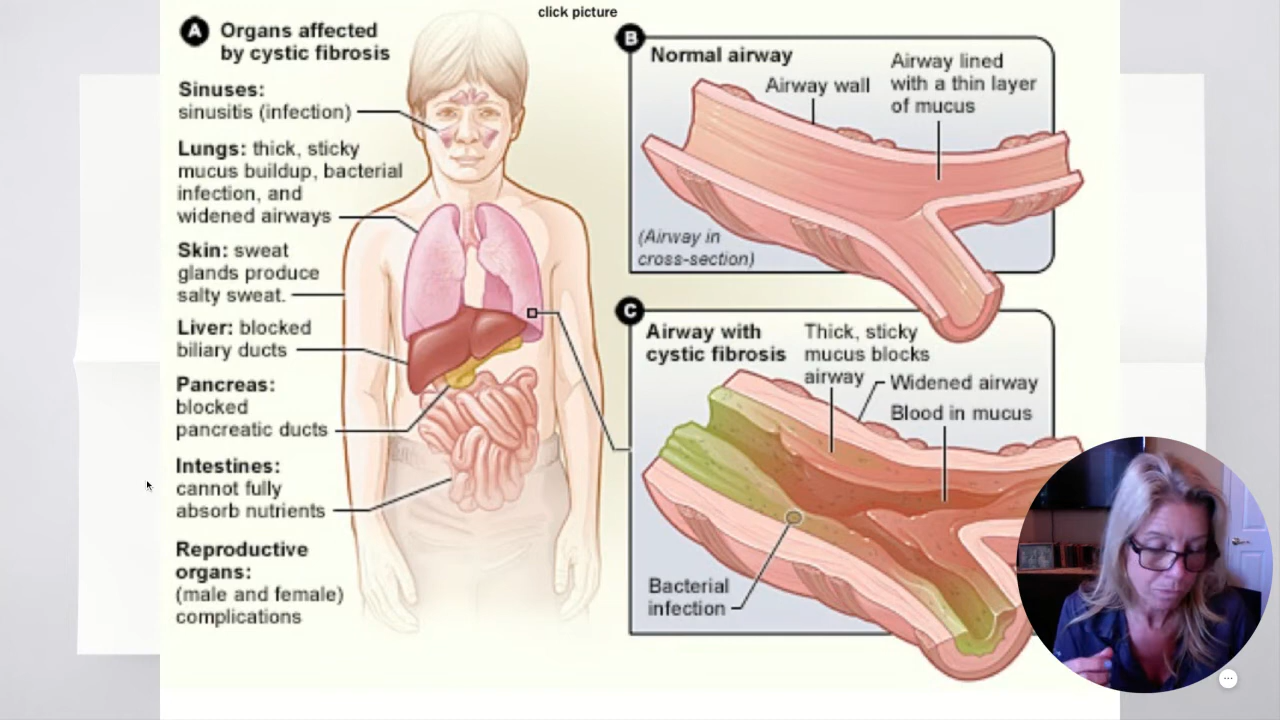 click picture
A Organs affected
by cystic fibrosis
Sinuses:
sinusitis (infection)
Lungs: thick, sticky
mucus buildup, bacterial
infection, and
widened airways
Skin: sweat
glands produce
salty sweat.
Liver: blocked
biliary ducts
Pancreas:
blocked
pancreatic ducts
Intestines:
cannot fully
absorb nutrients
Reproductive
organs:
(male and female)
complications
B
Normal airway
Airway wall
Airway lined
with a thin layer
of mucus
(Airway in
cross-section)
C
Airway with
cystic fibrosis
Thick, sticky
mucus blocks
airway
Widened airway
Blood in mucus
Bacterial
infection